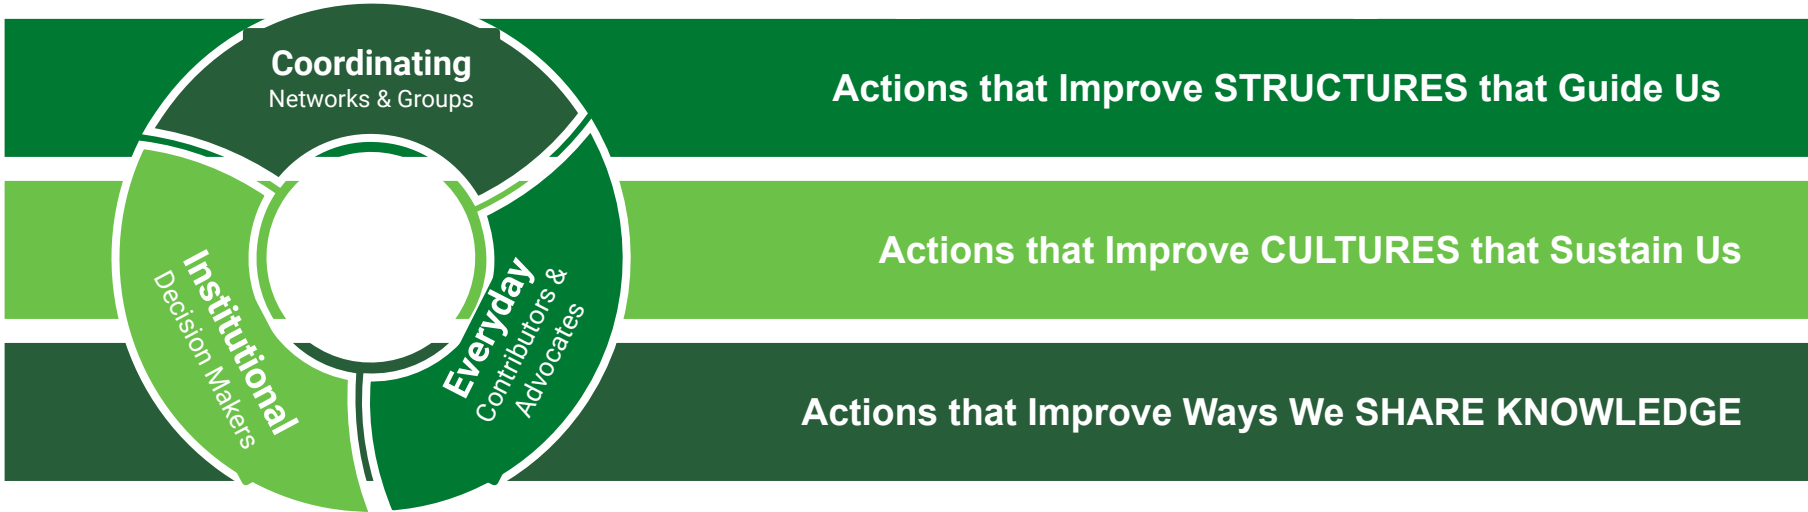 Coordinating
Networks & Groups
Institutional
Decision Makers
Everyday
Contributors &
Advocates
Actions that Improve STRUCTURES that Guide Us
Actions that Improve CULTURES that Sustain Us
Actions that Improve Ways We SHARE KNOWLEDGE